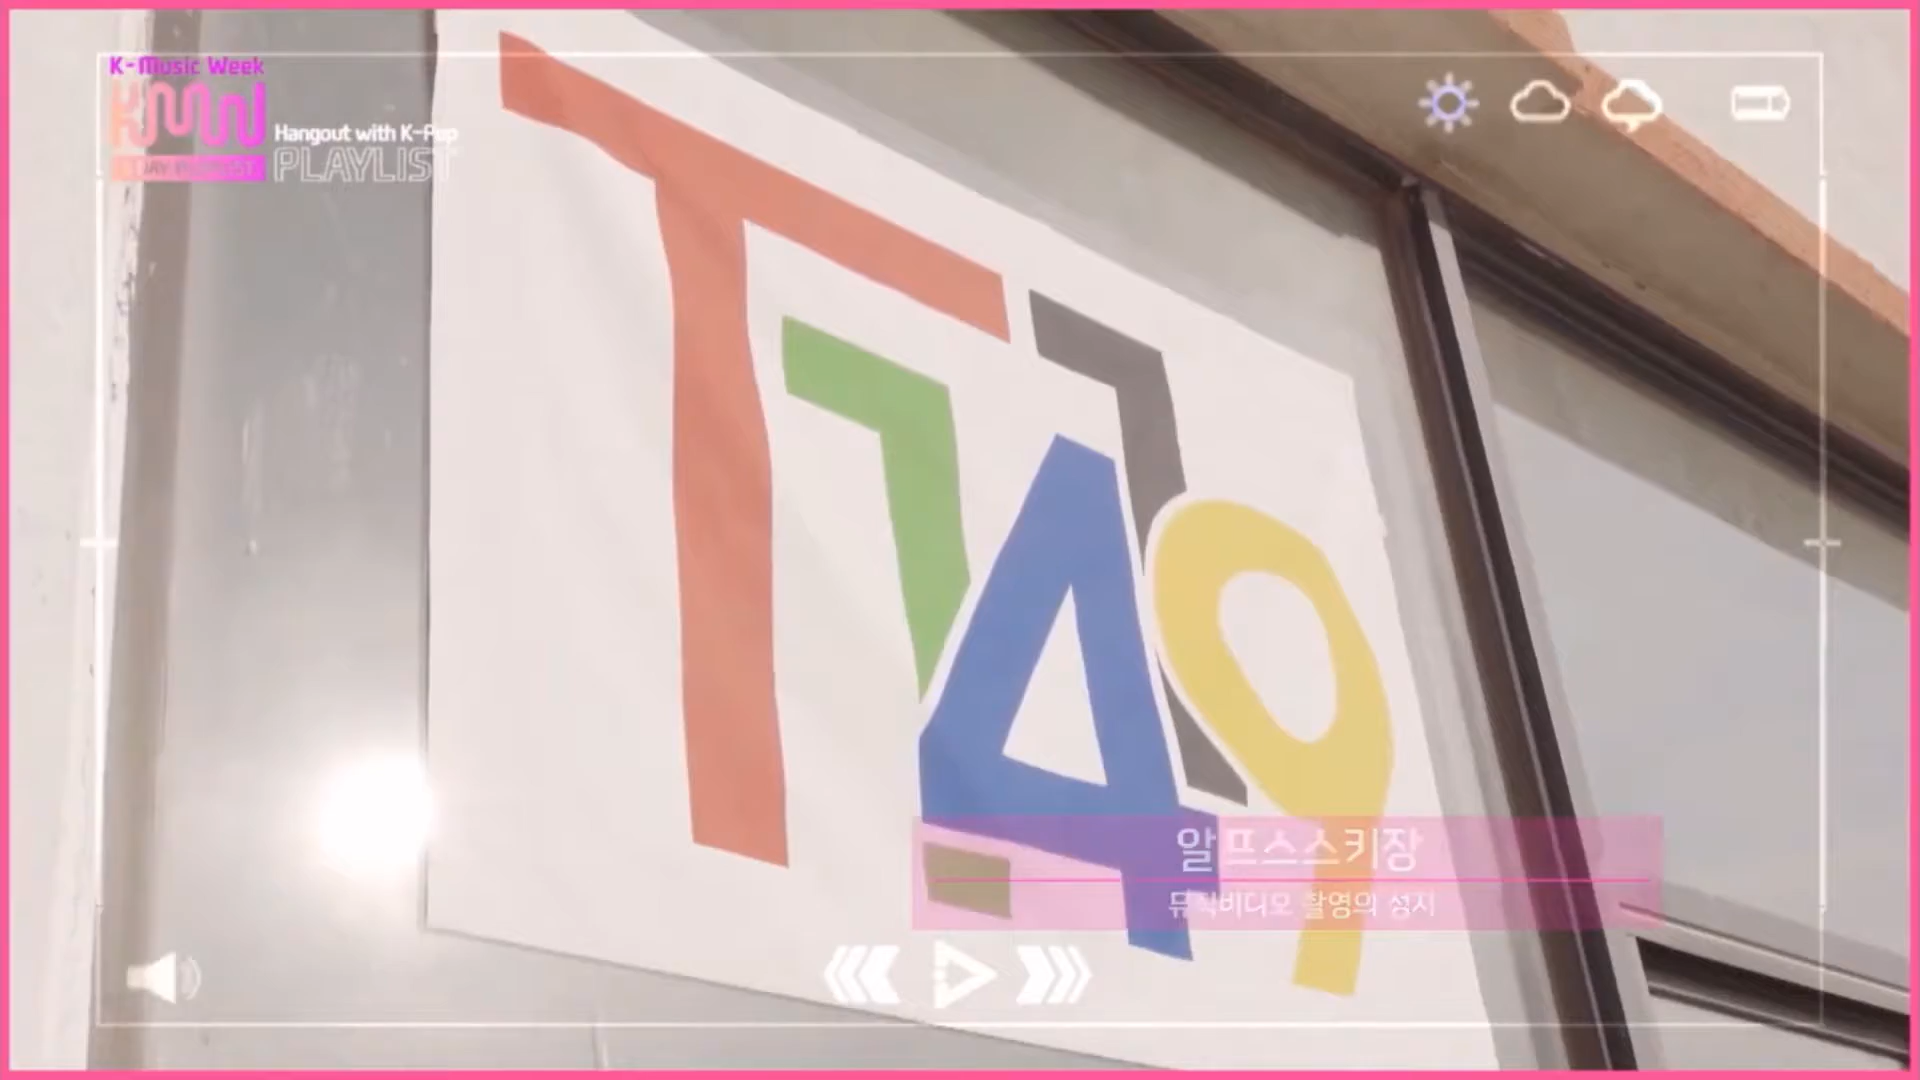 K-Music Week
KMW
Hangout with K-Pop
PLAYLIST
알프스스키장
뮤직비디오 촬영의 성지